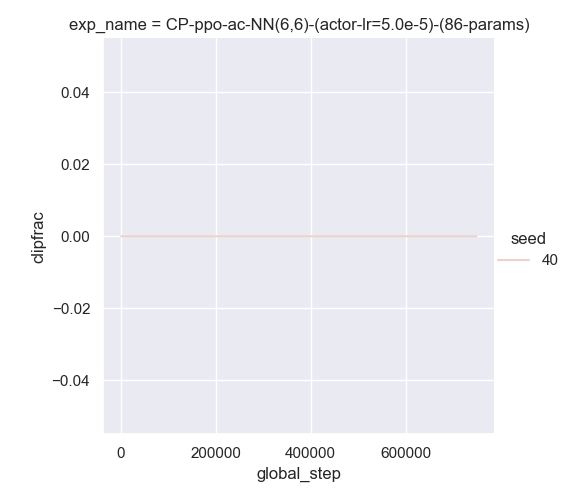 exp_name = CP-ppo-ac-NN(6,6)-(actor-lr=5.0e-5)-(86-params)
0.04
0.02
0.00
−0.02
−0.04
clipfrac
0
200000
400000
600000
global_step
seed
40